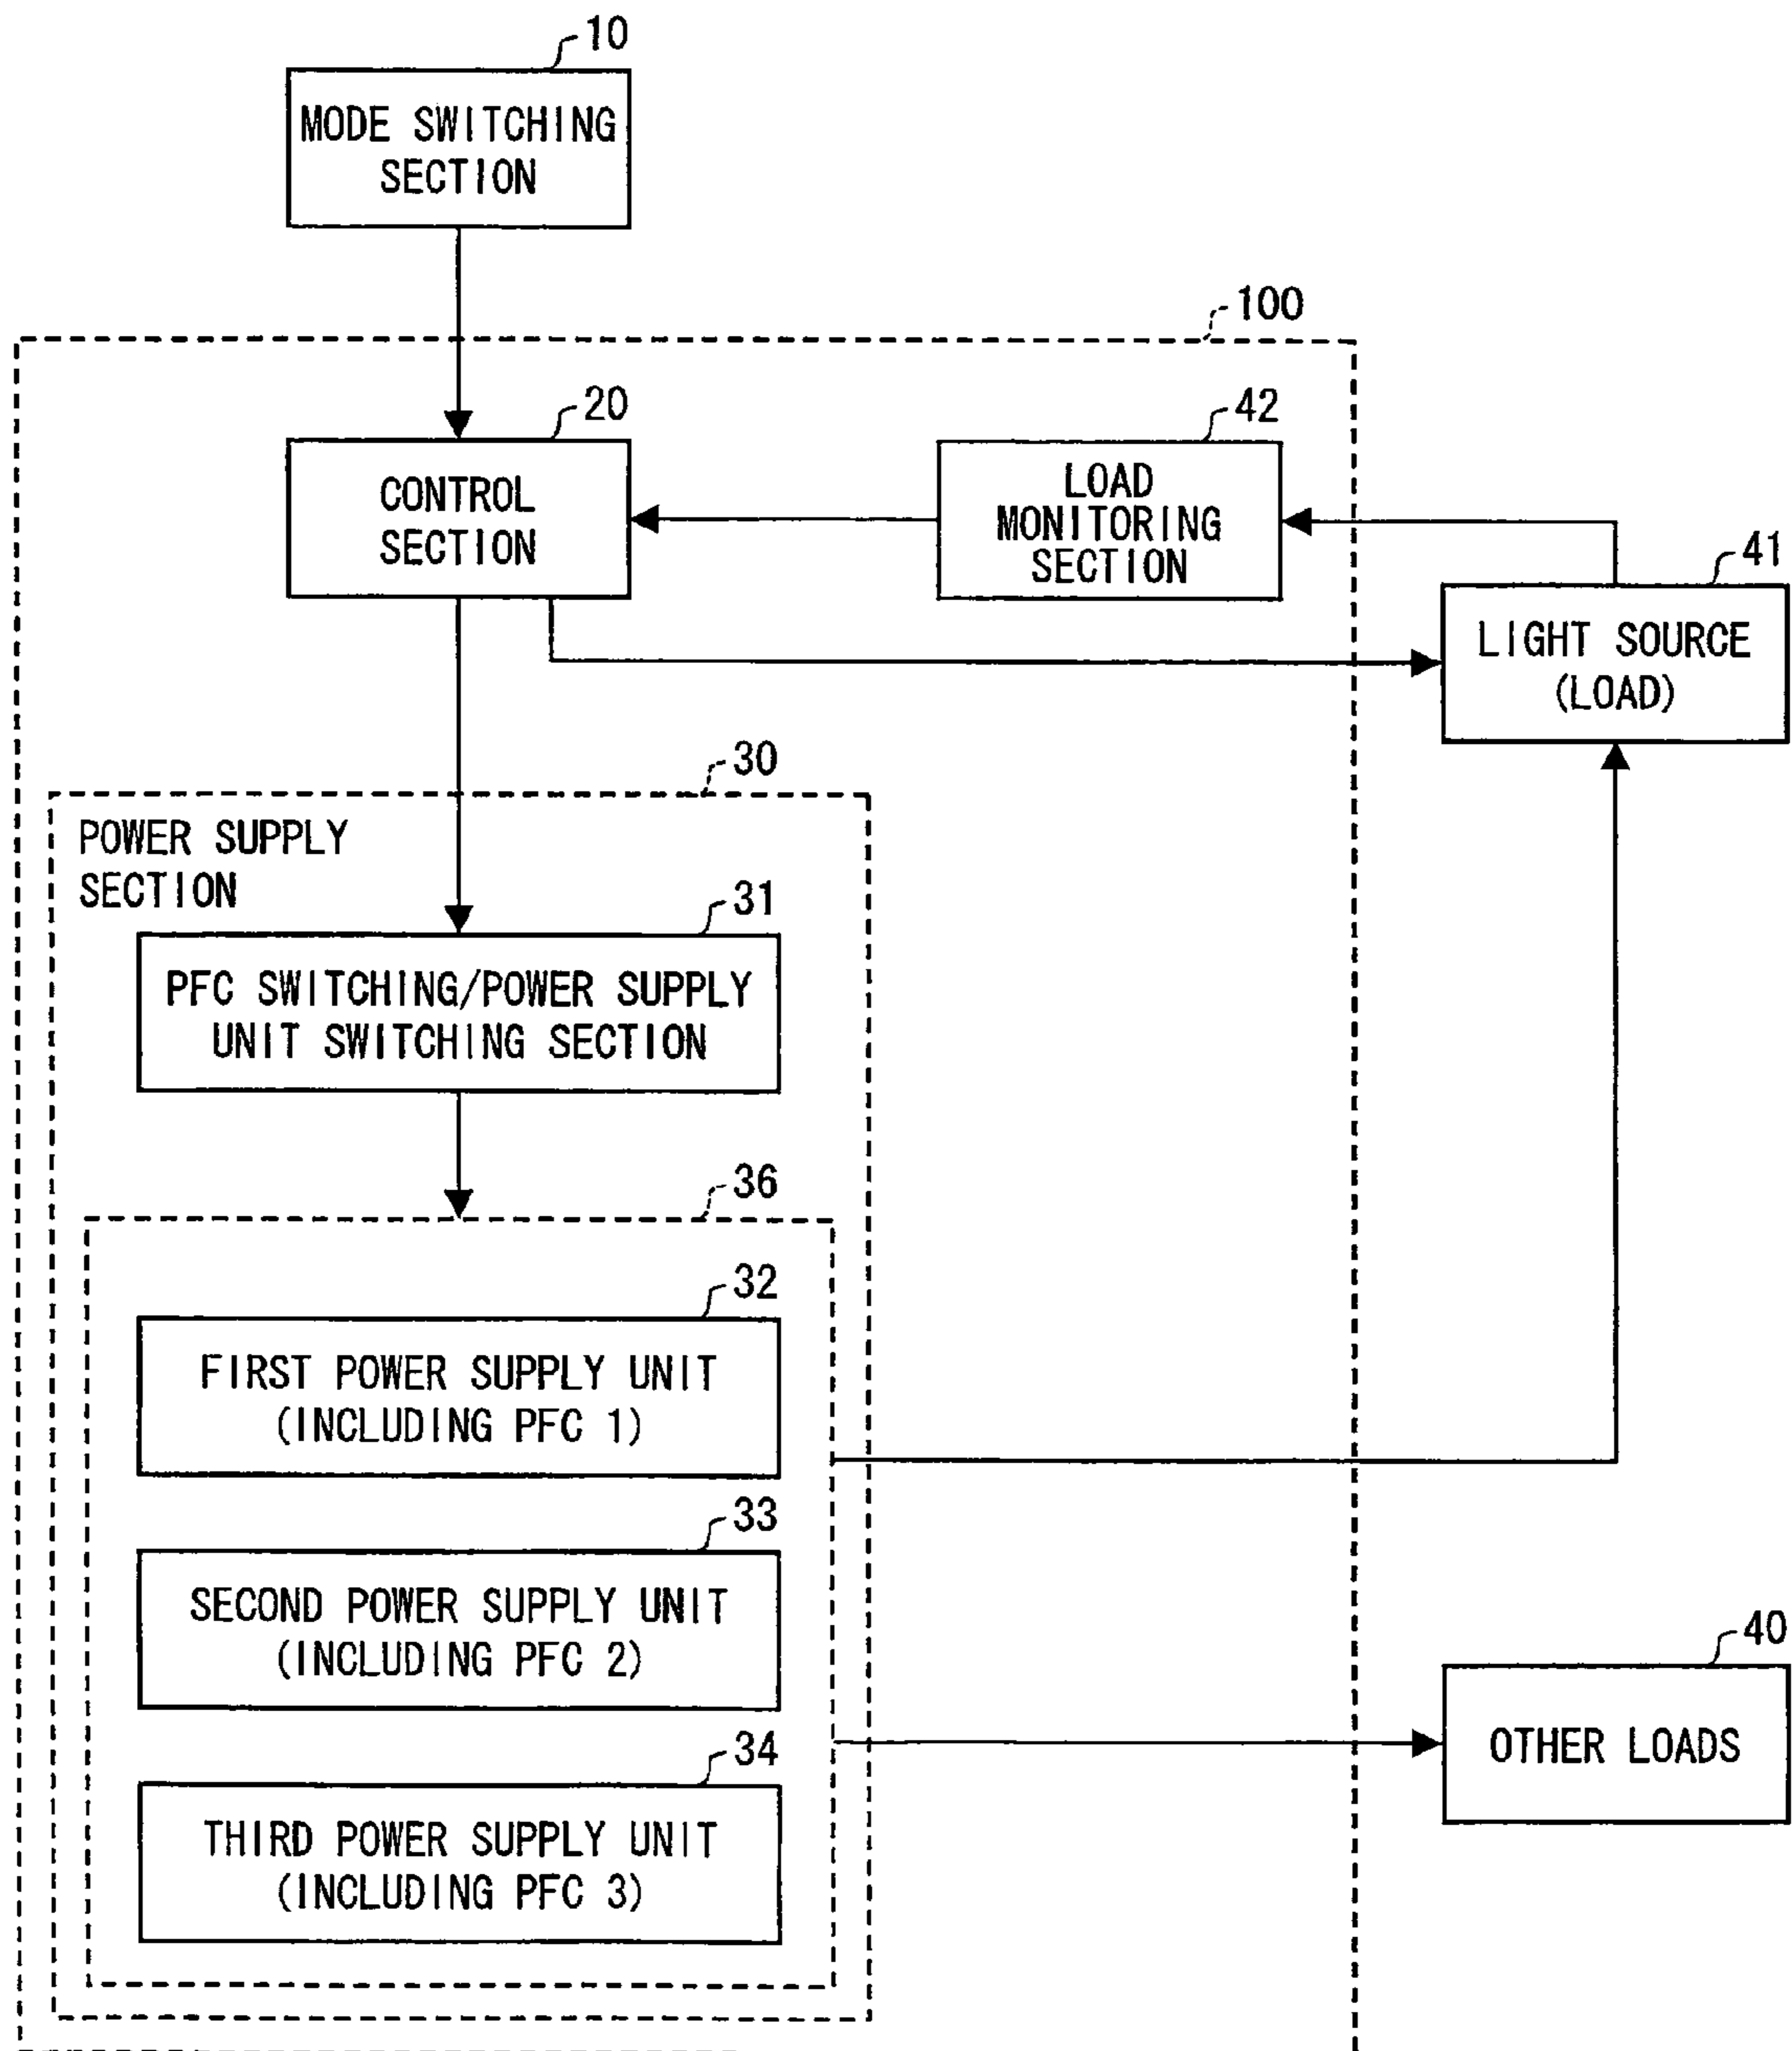 10
MODE SWITCHING
SECTION
100
20
CONTROL
SECTION
42
LOAD
MONITORING
SECTION
41
LIGHT SOURCE
(LOAD)
30
POWER SUPPLY
SECTION
31
PFC SWITCHING/POWER SUPPLY
UNIT SWITCHING SECTION
36
32
FIRST POWER SUPPLY UNIT
(INCLUDING PFC 1)
33
SECOND POWER SUPPLY UNIT
(INCLUDING PFC 2)
34
THIRD POWER SUPPLY UNIT
(INCLUDING PFC 3)
40
OTHER LOADS